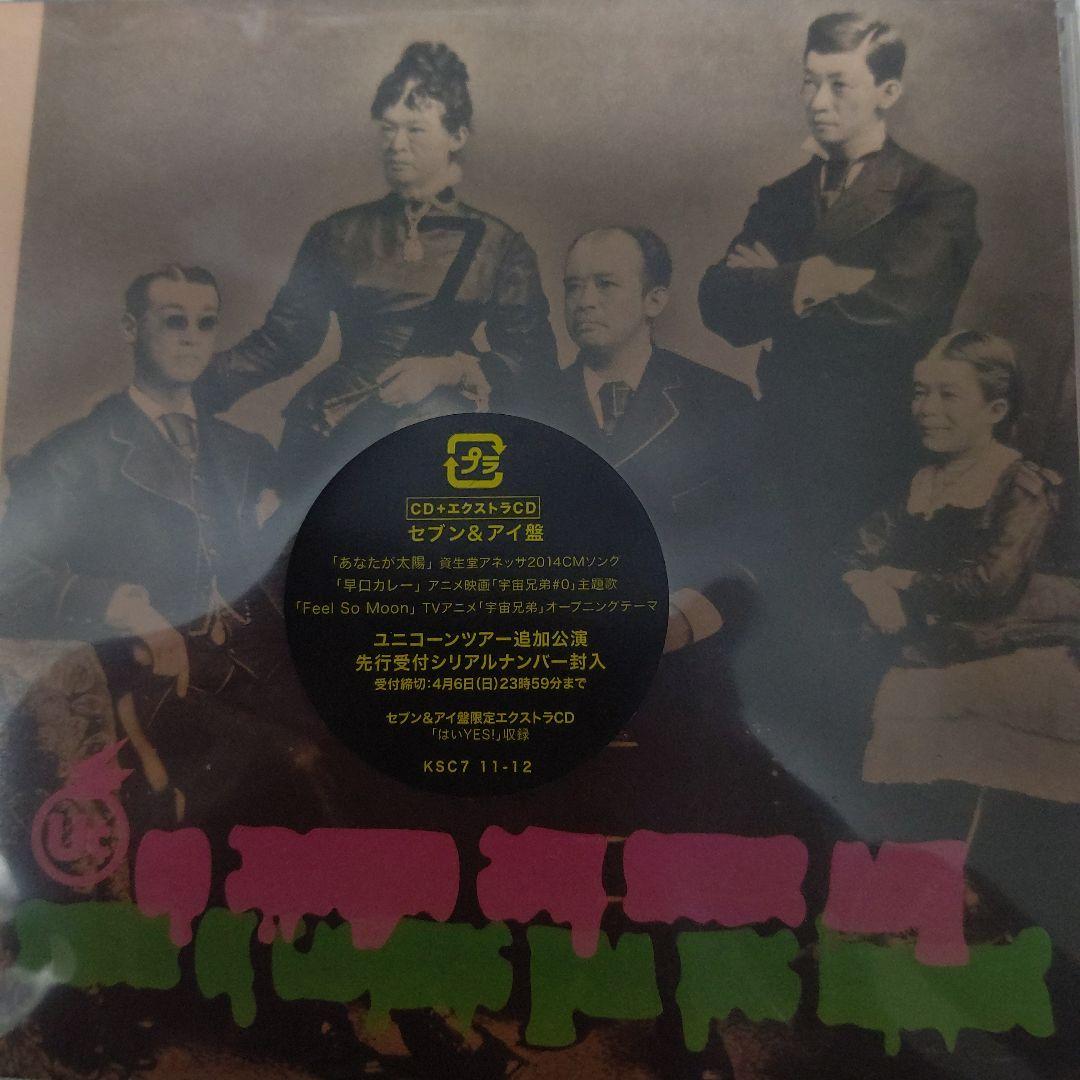 プラ
CD+エクストラCD
セブン&アイ盤
「あなたが太陽」資生堂アネッサ2014CMソング
「早口カレー」アニメ映画「宇宙兄弟#0」主題歌
「Feel So Moon」TVアニメ「宇宙兄弟」オープニングテーマ
ユニコーンツアー追加公演
先行受付シリアルナンバー封入
受付締切:4月6日(日)23時59分まで
セブン&アイ盤限定エクストラCD
「はいYES!」収録
KSC7 11-12
UC